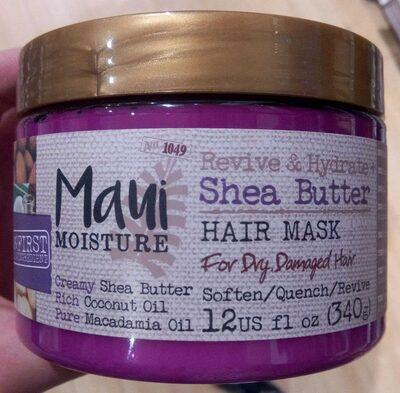 No 1049
Maui
MOISTURE
Creamy Shea Butter
Rich Coconut Oil
Pure Macadamia Oil
Revive & Hydrate +
Shea Butter
HAIR MASK
For Dry, Damaged Hair
Soften/Quench/Revive
12 US fl oz (340g)
FIRST